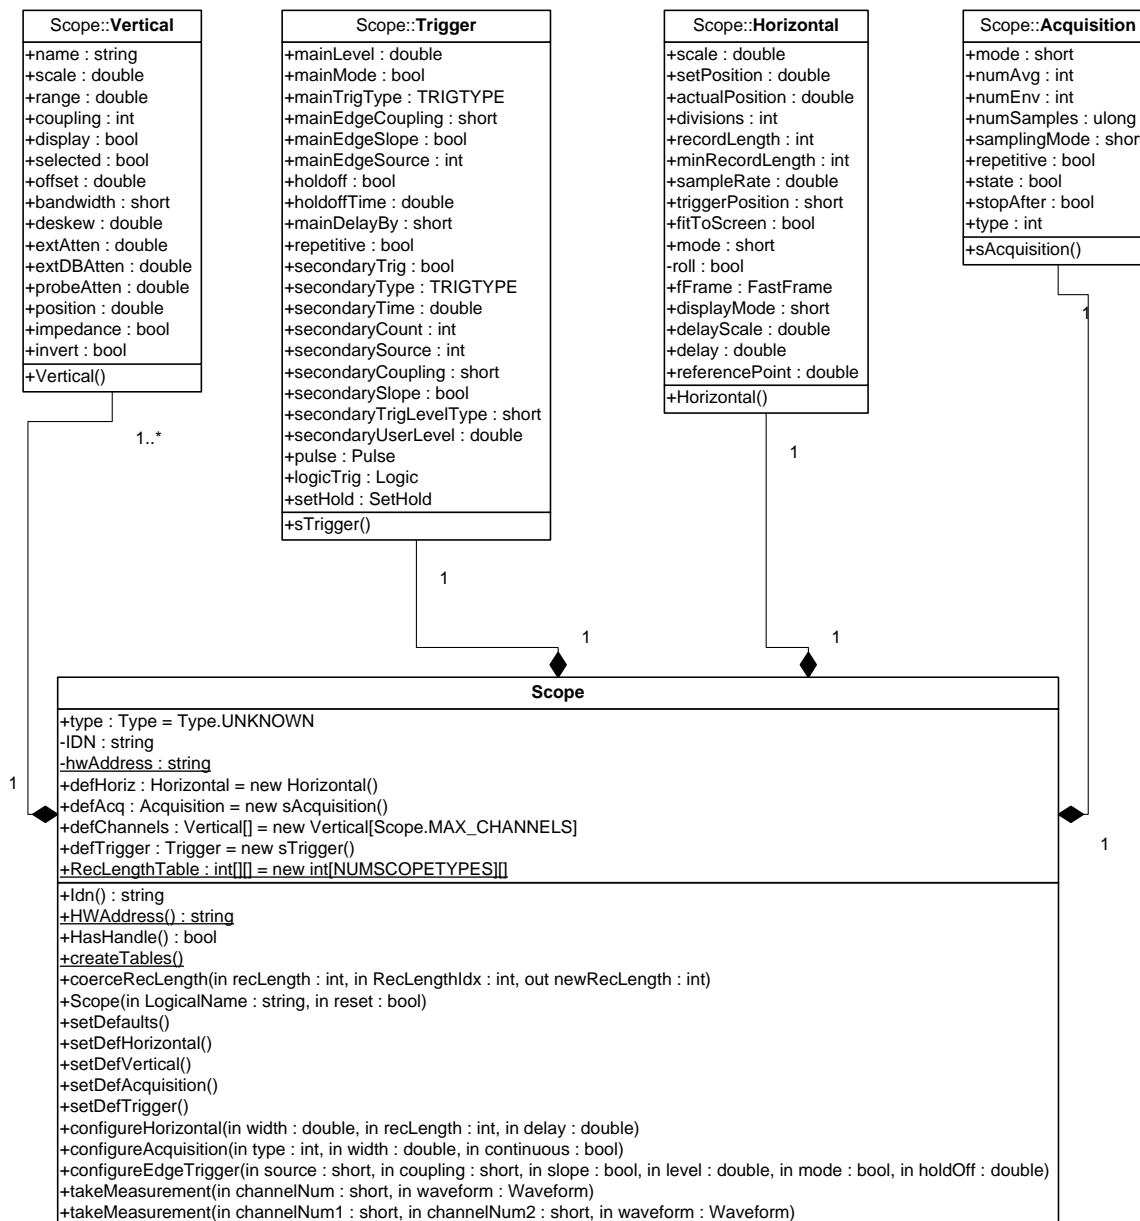 Scope::Vertical
+name : string
+scale : double
+range : double
+coupling : int
+display : bool
+selected : bool
+offset : double
+bandwidth : short
+deskew : double
+extAtten : double
+extDBAtten : double
+probeAtten : double
+position : double
+impedance : bool
+invert : bool
+Vertical()
1..*
Scope::Trigger
+mainLevel : double
+mainMode : bool
+mainTrigType : TRIGTYPE
+mainEdgeCoupling : short
+mainEdgeSlope : bool
+mainEdgeSource : int
+holdoff : bool
+holdoffTime : double
+mainDelayBy : short
+repetitive : bool
+secondaryTrig : bool
+secondaryType : TRIGTYPE
+secondaryTime : double
+secondaryCount : int
+secondarySource : int
+secondaryCoupling : short
+secondarySlope : bool
+secondaryTrigLevelType : short
+secondaryUserLevel : double
+pulse : Pulse
+logicTrig : Logic
+setHold : SetHold
+sTrigger()
1
1
Scope::Horizontal
+scale : double
+setPosition : double
+actualPosition : double
+divisions : int
+recordLength : int
+minRecordLength : int
+sampleRate : double
+triggerPosition : short
+fitToScreen : bool
+mode : short
-roll : bool
+fFrame : FastFrame
+displayMode : short
+delayScale : double
+delay : double
+referencePoint : double
+Horizontal()
1
1
Scope::Acquisition
+mode : short
+numAvg : int
+numEnv : int
+numSamples : ulong
+samplingMode : short
+repetitive : bool
+state : bool
+stopAfter : bool
+type : int
+sAcquisition()
1
1
1
Scope
+type : Type = Type.UNKNOWN
-IDN : string
-hwAddress : string
+defHoriz : Horizontal = new Horizontal()
+defAcq : Acquisition = new sAcquisition()
+defChannels : Vertical[] = new Vertical[Scope.MAX_CHANNELS]
+defTrigger : Trigger = new sTrigger()
+RecLengthTable : int[][] = new int[NUMSCOPETYPES][]
+Idn() : string
+HWAddress() : string
+HasHandle() : bool
+createTables()
+coerceRecLength(in recLength : int, in RecLengthIdx : int, out newRecLength : int)
+Scope(in LogicalName : string, in reset : bool)
+setDefaults()
+setDefHorizontal()
+setDefVertical()
+setDefAcquisition()
+setDefTrigger()
+configureHorizontal(in width : double, in recLength : int, in delay : double)
+configureAcquisition(in type : int, in width : double, in continuous : bool)
+configureEdgeTrigger(in source : short, in coupling : short, in slope : bool, in level : double, in mode : bool, in holdOff : double)
+takeMeasurement(in channelNum : short, in waveform : Waveform)
+takeMeasurement(in channelNum1 : short, in channelNum2 : short, in waveform : Waveform)